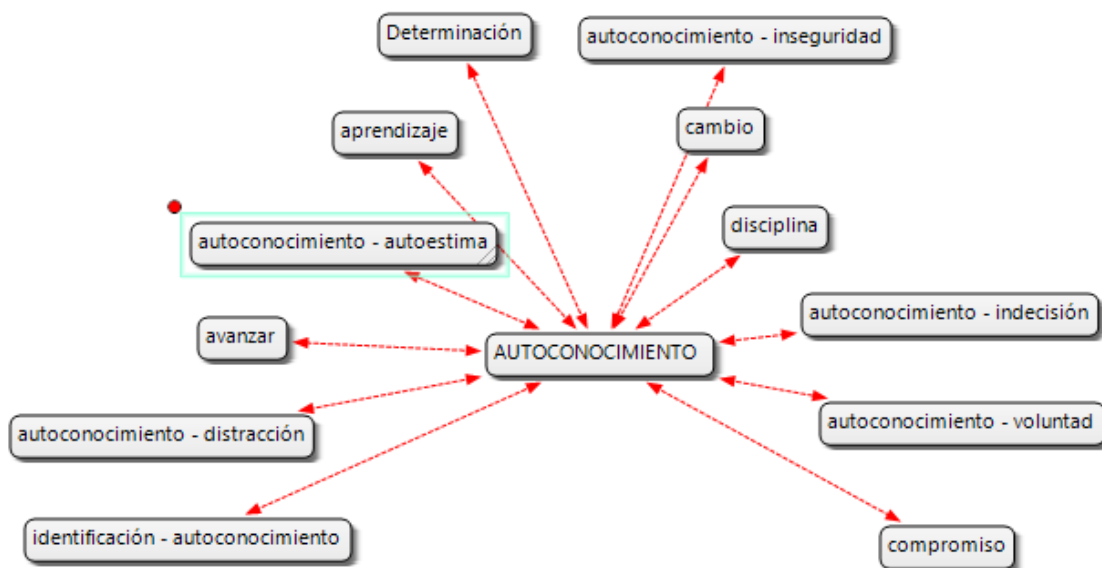 Determinación
autoconocimiento - inseguridad
aprendizaje
cambio
autoconocimiento - autoestima
disciplina
autoconocimiento - indecisión
avanzar
AUTOCONOCIMIENTO
autoconocimiento - distracción
autoconocimiento - voluntad
identificación - autoconocimiento
compromiso